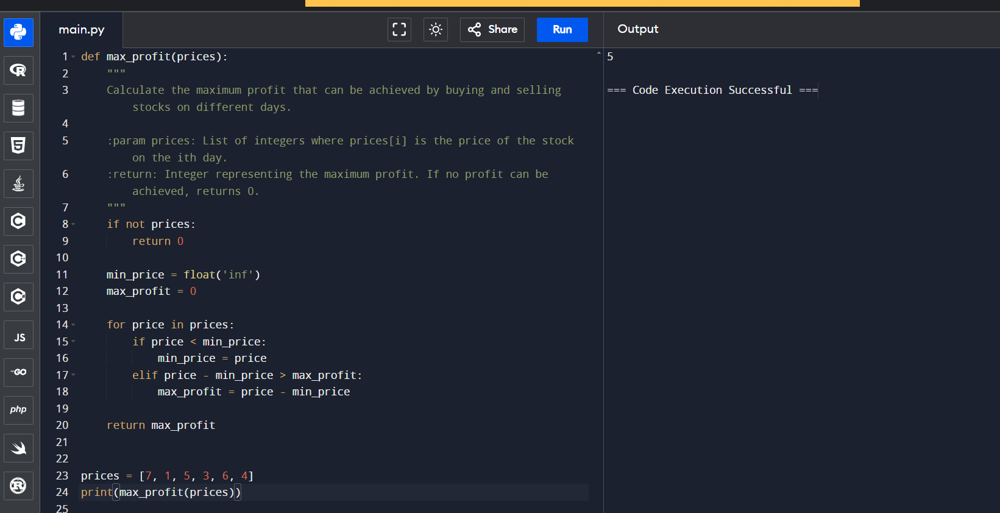 main.py
Share
Run
Output
1 def max_profit(prices):
2     """
3     Calculate the maximum profit that can be achieved by buying and selling
        stocks on different days.
4
5     :param prices: List of integers where prices[i] is the price of the stock
        on the ith day.
6     :return: Integer representing the maximum profit. If no profit can be
        achieved, returns 0.
7     """
8     if not prices:
9         return 0
10
11     min_price = float('inf')
12     max_profit = 0
13
14     for price in prices:
15         if price < min_price:
16             min_price = price
17         elif price - min_price > max_profit:
18             max_profit = price - min_price
19
20     return max_profit
21
22
23 prices = [7, 1, 5, 3, 6, 4]
24 print(max_profit(prices))
25
5
=== Code Execution Successful ===
R
5
C
C++
C#
JS
GO
php
R